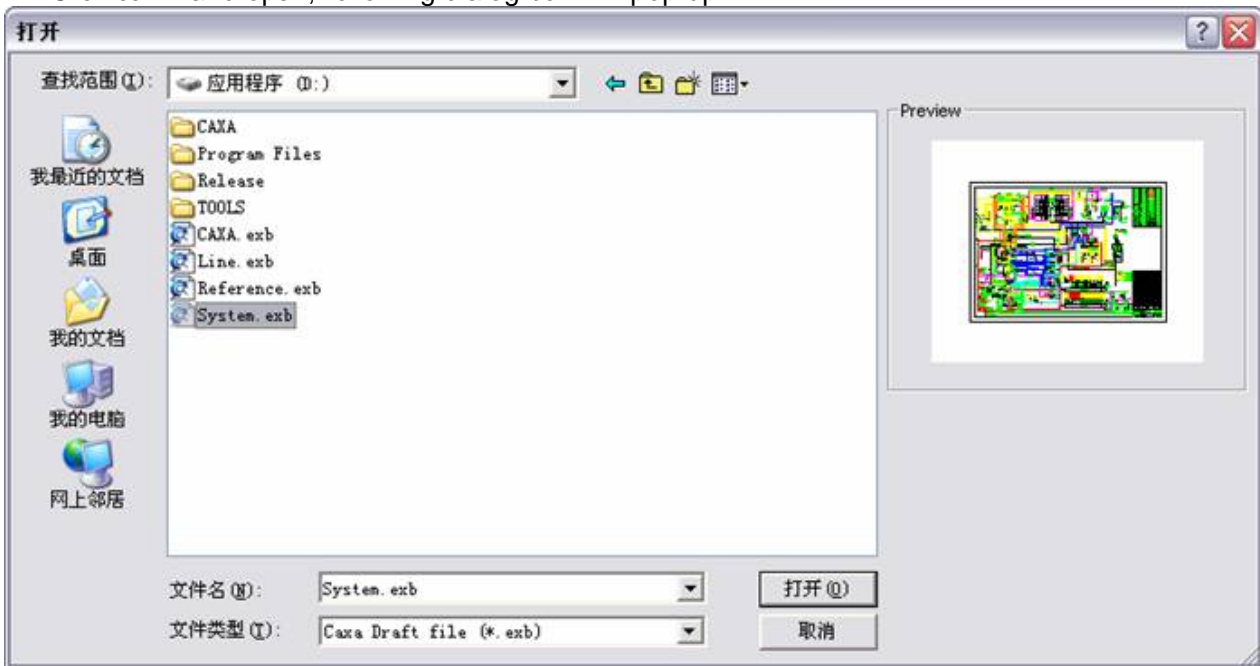 打开
查找范围(I):
应用程序 (D:)
Preview
我最近的文档
桌面
我的文档
我的电脑
网上邻居
CAXA
Program Files
Release
TOOLS
CAXA.exb
Line.exb
Reference.exb
System.exb
文件名(N):
System.exb
打开(O)
文件类型(T):
Caxa Draft file (*.exb)
取消